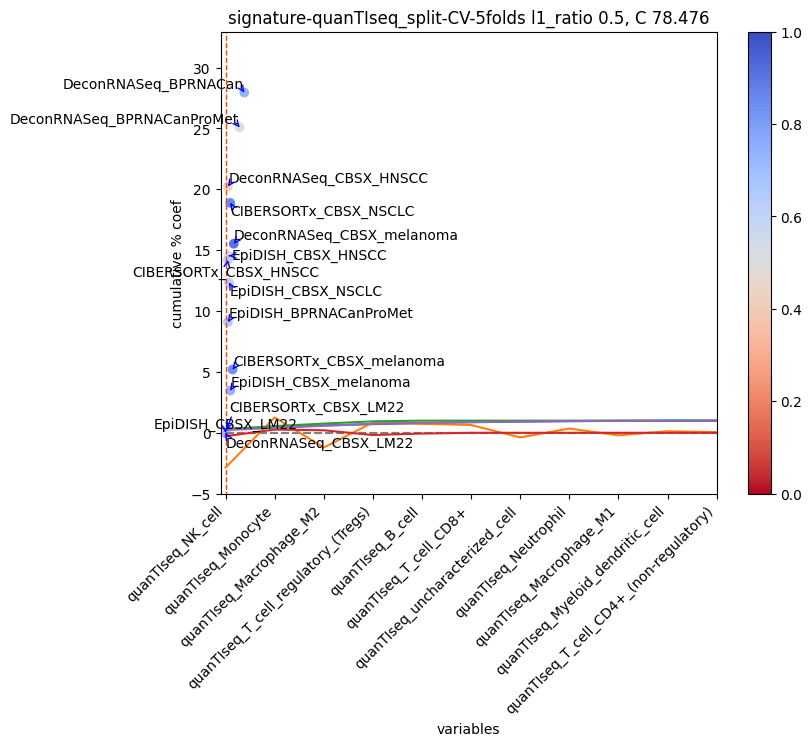 signature-quanTIseq_split-CV-5folds l1_ratio 0.5, C 78.476
cumulative % coef
30
25
20
15
10
5
0
−5
DeconRNASeq_BPRNACan
DeconRNASeq_BPRNACanProMet
DeconRNASeq_CBSX_HNSCC
CIBERSORTx_CBSX_NSCLC
DeconRNASeq_CBSX_melanoma
EpiDISH_CBSX_HNSCC
CIBERSORTx_CBSX_HNSCC
EpiDISH_CBSX_NSCLC
EpiDISH_BPRNACanProMet
CIBERSORTx_CBSX_melanoma
EpiDISH_CBSX_melanoma
CIBERSORTx_CBSX_LM22
EpiDISH_CBSX_LM22
DeconRNASeq_CBSX_LM22
quanTIseq_NK_cell
quanTIseq_Monocyte
quanTIseq_Macrophage_M2
quanTIseq_T_cell_regulatory_(Tregs)
quanTIseq_B_cell
quanTIseq_T_cell_CD8+
quanTIseq_uncharacterized_cell
quanTIseq_Neutrophil
quanTIseq_Macrophage_M1
quanTIseq_Myeloid_dendritic_cell
quanTIseq_T_cell_CD4+_(non-regulatory)
variables
1.0
0.8
0.6
0.4
0.2
0.0